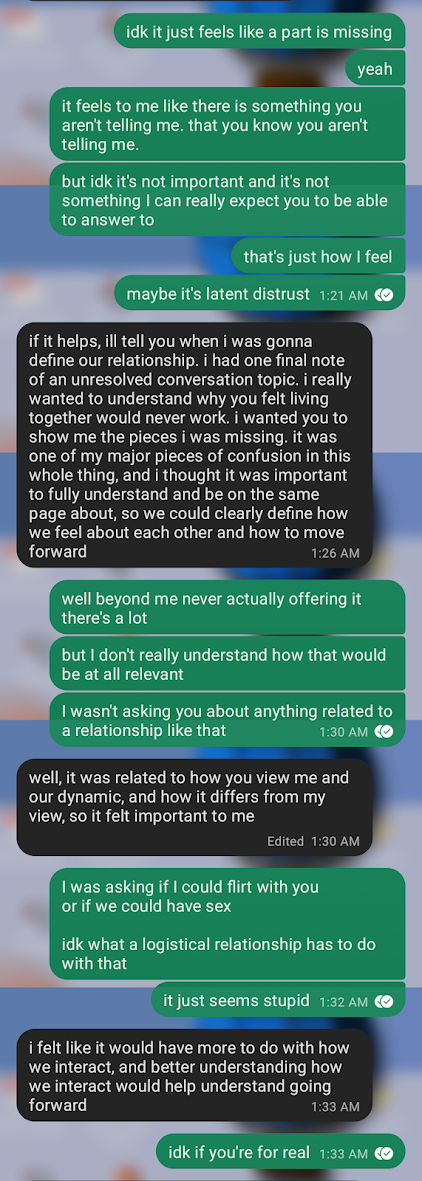 idk it just feels like a part is missing
yeah
it feels to me like there is something you
aren't telling me. that you know you aren't
telling me.
but idk it's not important and it's not
something I can really expect you to be able
to answer to
that's just how I feel
maybe it's latent distrust 1:21 AM
if it helps, ill tell you when i was gonna
define our relationship. i had one final note
of an unresolved conversation topic. i really
wanted to understand why you felt living
together would never work. i wanted you to
show me the pieces i was missing. it was
one of my major pieces of confusion in this
whole thing, and i thought it was important
to fully understand and be on the same
page about, so we could clearly define how
we feel about each other and how to move
forward 1:26 AM
well beyond me never actually offering it
there's a lot
but I don't really understand how that would
be at all relevant
I wasn't asking you about anything related to
a relationship like that 1:30 AM
well, it was related to how you view me and
our dynamic, and how it differs from my
view, so it felt important to me
Edited 1:30 AM
I was asking if I could flirt with you
or if we could have sex
idk what a logistical relationship has to do
with that
it just seems stupid 1:32 AM
i felt like it would have more to do with how
we interact, and better understanding how
we interact would help understand going
forward 1:33 AM
idk if you're for real 1:33 AM